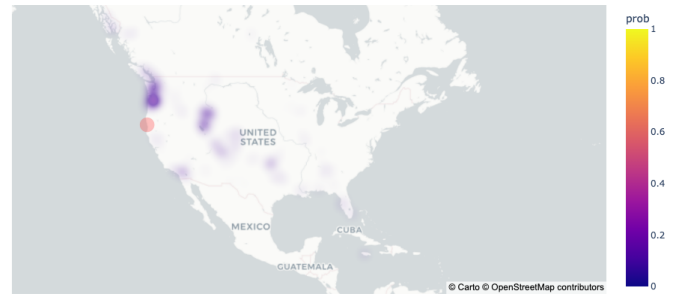 prob
1
0.8
0.6
0.4
0.2
0
UNITED
STATES
MEXICO
CUBA
GUATEMALA
© Carto © OpenStreetMap contributors